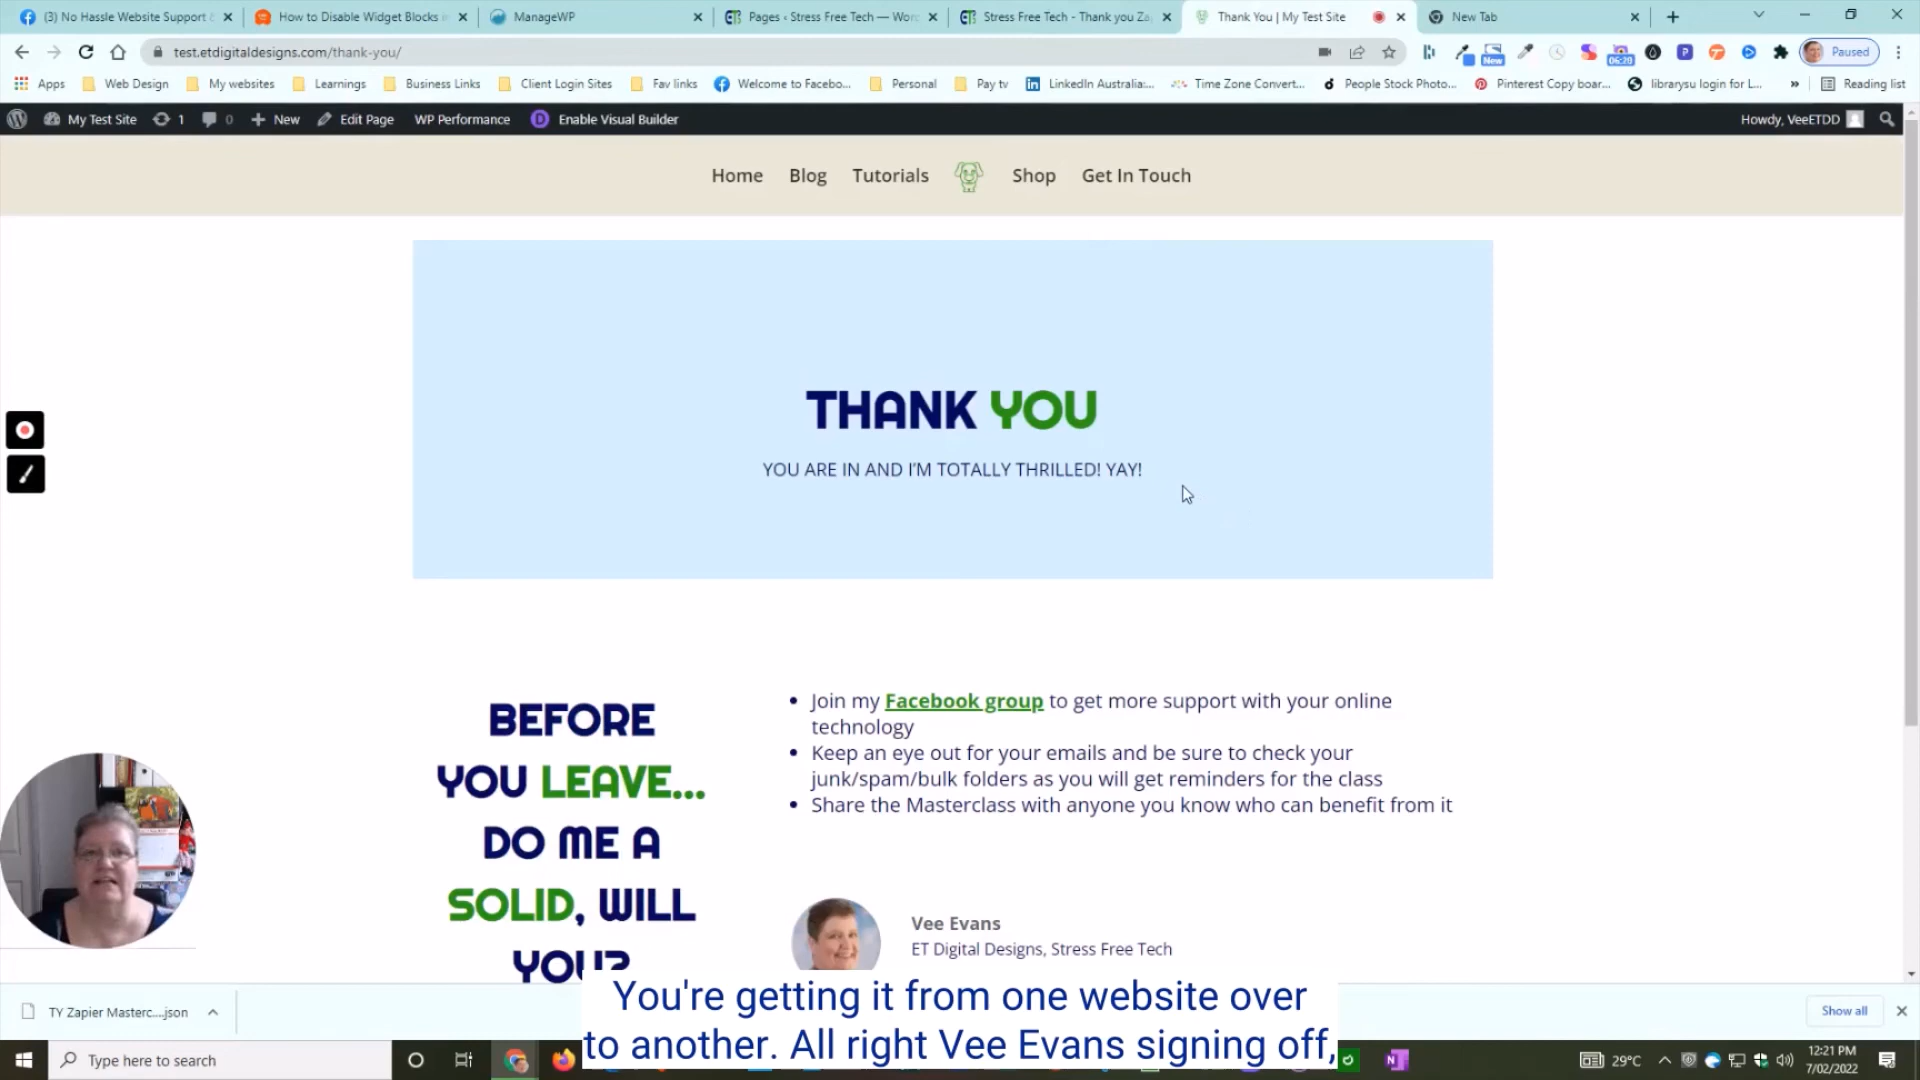 (3) No Hassle Website Support
How to Disable Widget Blocks
ManageWP
Pages ‹ Stress Free Tech — Wor
Stress Free Tech - Thank you Za
Thank You | My Test Site
New Tab
test.etdigitaldesigns.com/thank-you/
New
06:20
Paused
Apps
Web Design
My websites
Learnings
Business Links
Client Login Sites
Fav links
Welcome to Facebo...
Personal
Pay tv
LinkedIn Australia:...
Time Zone Convert...
People Stock Photo...
Pinterest Copy boar...
librarysu login for L...
»
Reading list
My Test Site
1
0
New
Edit Page
WP Performance
Enable Visual Builder
Howdy, VeeETDD
Home
Blog
Tutorials
Shop
Get In Touch
THANK YOU
YOU ARE IN AND I'M TOTALLY THRILLED! YAY!
BEFORE
YOU LEAVE...
DO ME A
SOLID, WILL
YOU?
• Join my Facebook group to get more support with your online
technology
• Keep an eye out for your emails and be sure to check your
junk/spam/bulk folders as you will get reminders for the class
• Share the Masterclass with anyone you know who can benefit from it
Vee Evans
ET Digital Designs, Stress Free Tech
You're getting it from one website over
to another. All right Vee Evans signing off,
TY Zapier Masterc....json
Show all
Type here to search
29°C
12:21 PM
7/02/2022